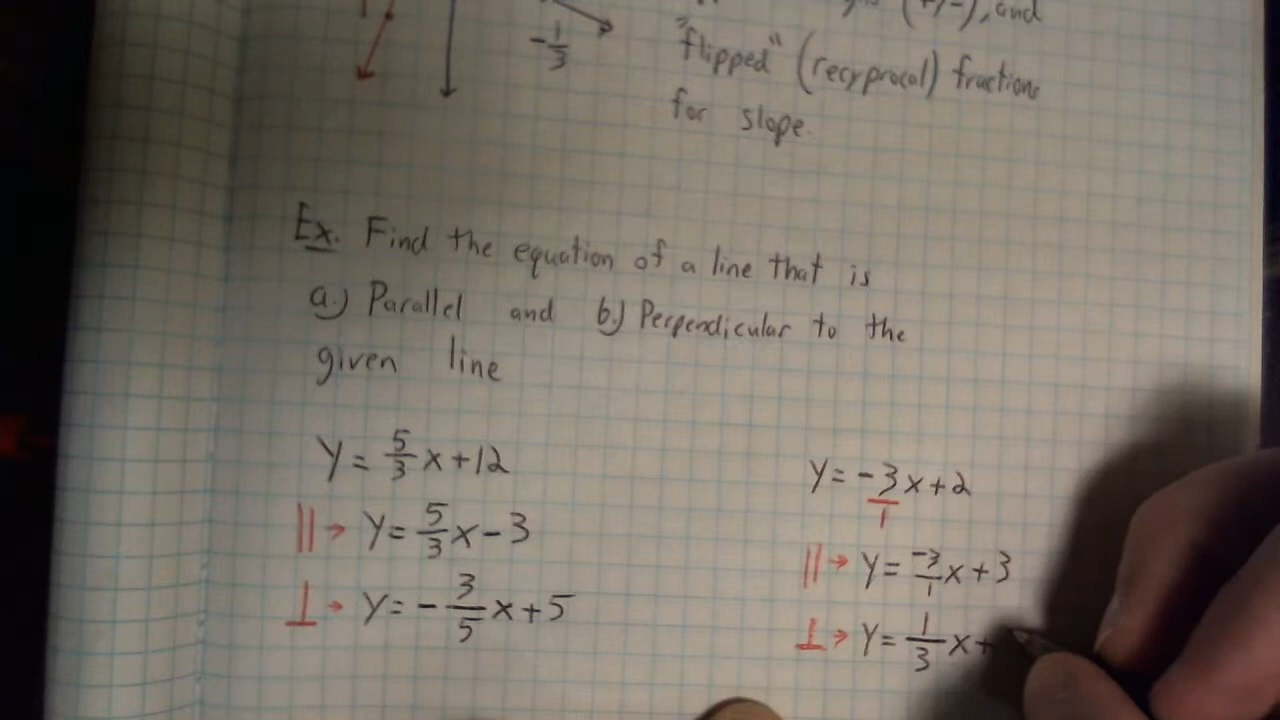 -1/3
(+/-), and
"flipped" (recyprocal) fractions
for slope.
Ex. Find the equation of a line that is
a.) Parallel and b.) Perpendicular to the
given line
y = 5/3 x + 12
|| → y = 5/3 x - 3
⊥ → y = - 3/5 x + 5
y = -3/1 x + 2
|| → y = -3/1 x + 3
⊥ → y = 1/3 x +